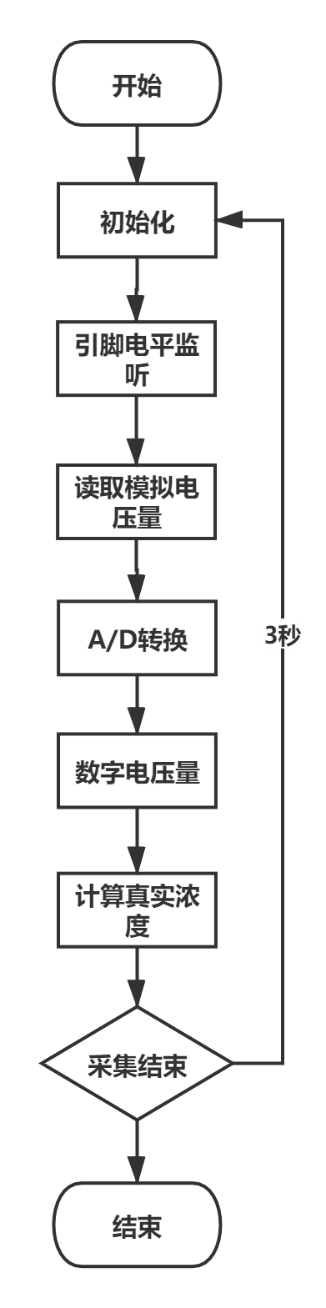 开始
初始化
引脚电平监
听
读取模拟电
压量
A/D转换
3秒
数字电压量
计算真实浓
度
采集结束
结束